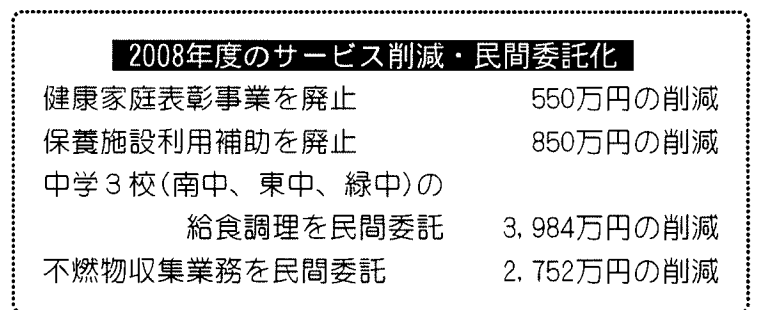 2008年度のサービス削減・民間委託化
健康家庭表彰事業を廃止 550万円の削減
保養施設利用補助を廃止 850万円の削減
中学3校(南中、東中、緑中)の
給食調理を民間委託 3,984万円の削減
不燃物収集業務を民間委託 2,752万円の削減